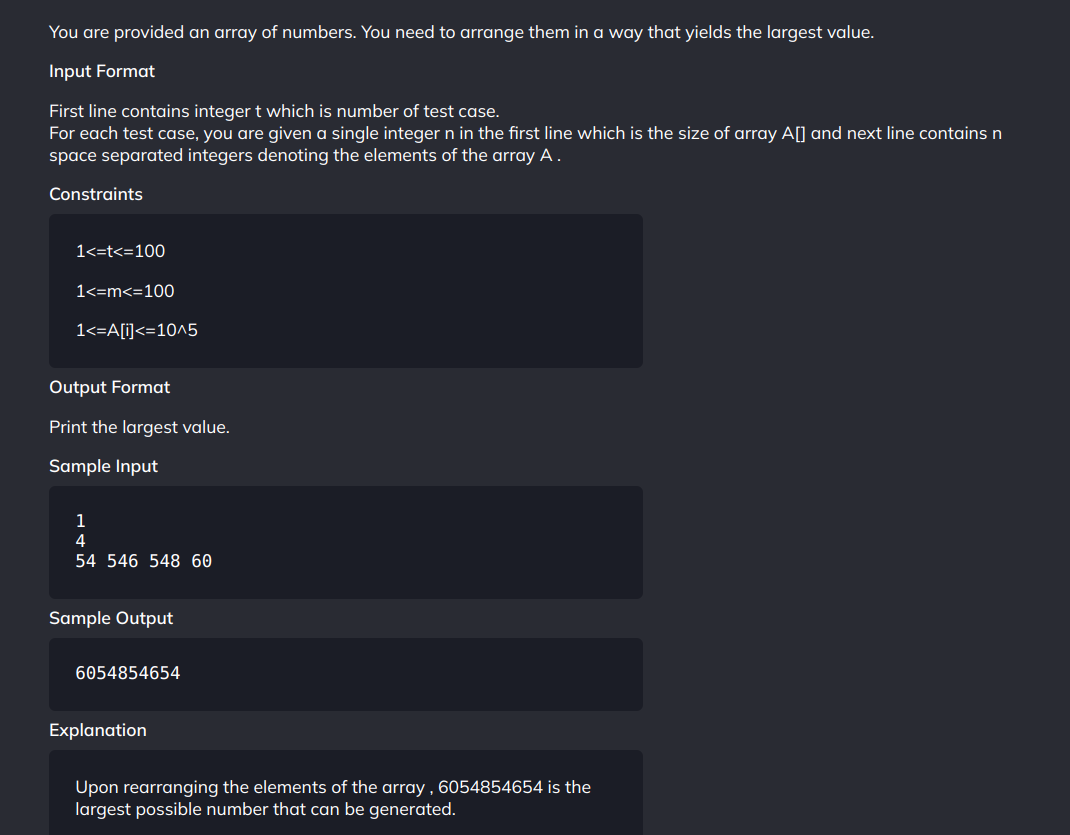 You are provided an array of numbers. You need to arrange them in a way that yields the largest value.
Input Format
First line contains integer t which is number of test case.
For each test case, you are given a single integer n in the first line which is the size of array A[] and next line contains n
space separated integers denoting the elements of the array A .
Constraints
1<=t<=100
1<=m<=100
1<=A[i]<=10^5
Output Format
Print the largest value.
Sample Input
1
4
54 546 548 60
Sample Output
6054854654
Explanation
Upon rearranging the elements of the array , 6054854654 is the
largest possible number that can be generated.